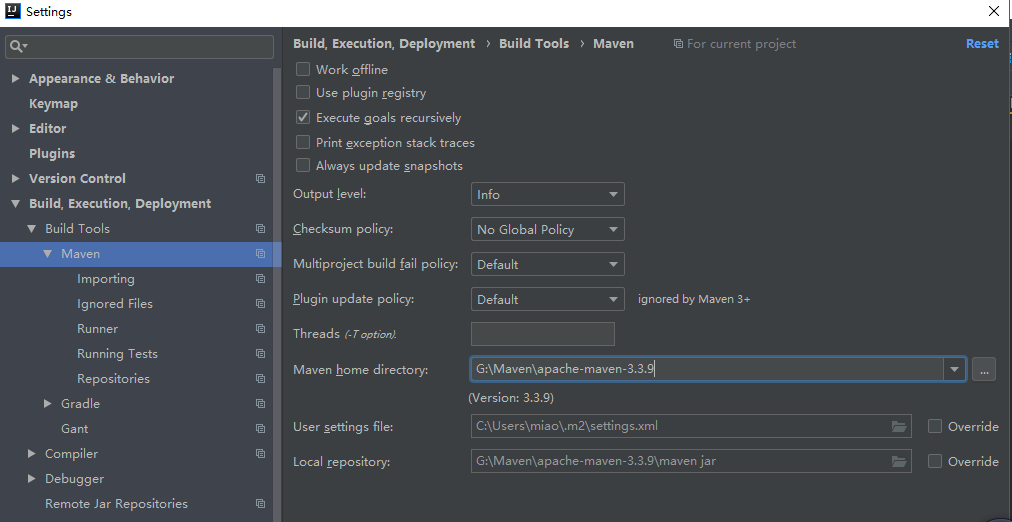 IJ Settings
Build, Execution, Deployment › Build Tools › Maven For current project Reset
Appearance & Behavior
Keymap
Editor
Plugins
Version Control
Build, Execution, Deployment
Build Tools
Maven
Importing
Ignored Files
Runner
Running Tests
Repositories
Gradle
Gant
Compiler
Debugger
Remote Jar Repositories
Work offline
Use plugin registry
Execute goals recursively
Print exception stack traces
Always update snapshots
Output level: Info
Checksum policy: No Global Policy
Multiproject build fail policy: Default
Plugin update policy: Default ignored by Maven 3+
Threads (-T option).
Maven home directory: G:\Maven\apache-maven-3.3.9 ...
(Version: 3.3.9)
User settings file: C:\Users\miao\.m2\settings.xml Override
Local repository: G:\Maven\apache-maven-3.3.9\maven jar Override